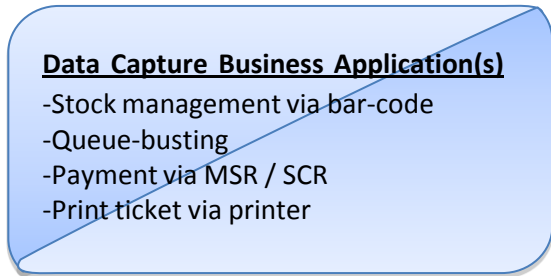 Data Capture Business Application(s)
-Stock management via bar-code
-Queue-busting
-Payment via MSR / SCR
-Print ticket via printer